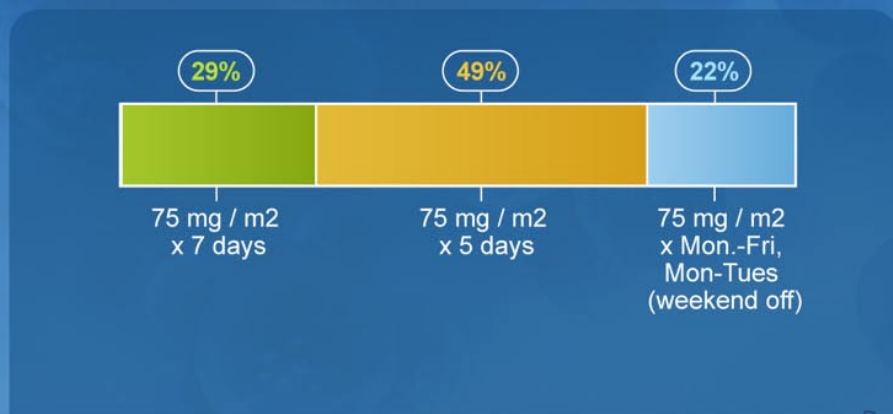 29%
49%
22%
75 mg / m2
x 7 days
75 mg / m2
x 5 days
75 mg / m2
x Mon.-Fri,
Mon-Tues
(weekend off)